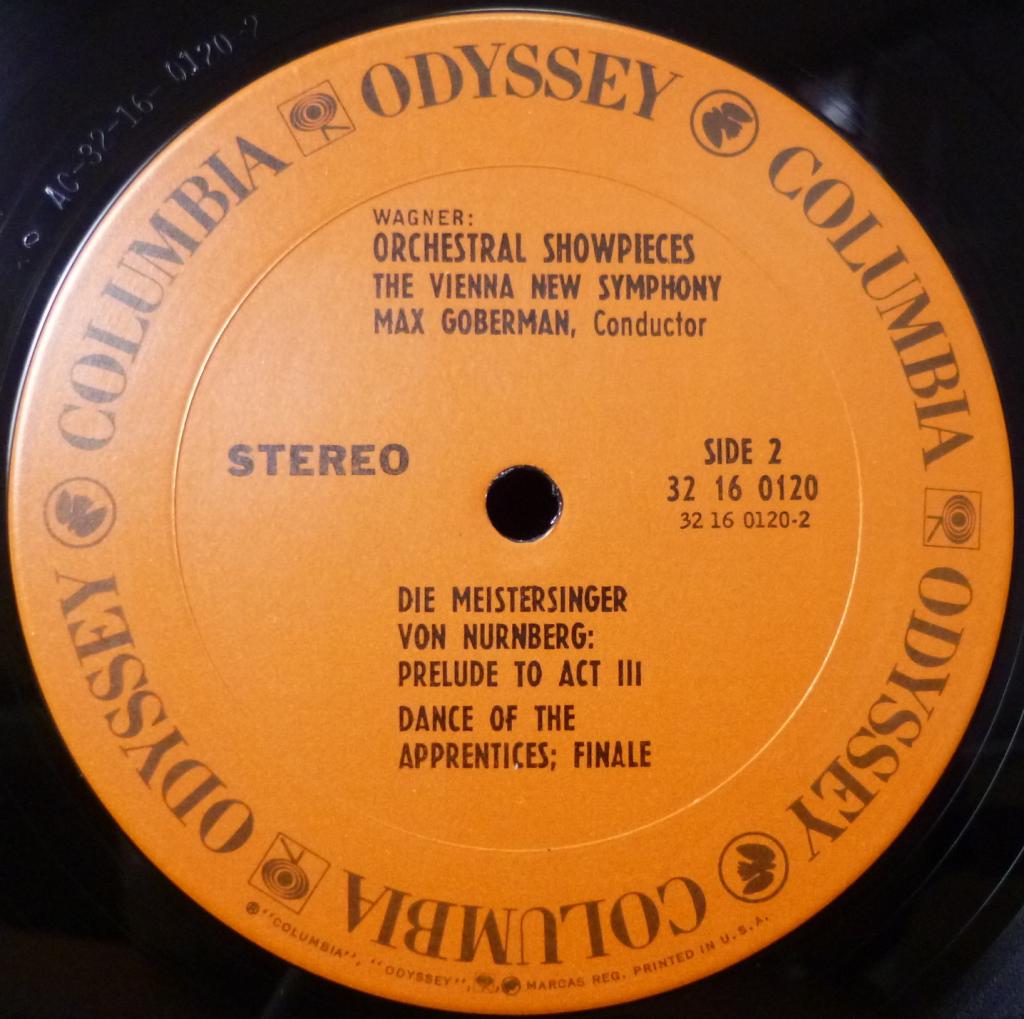 AC-32-16-0120-2
ODYSSEY
COLUMBIA
ODYSSEY
COLUMBIA
ODYSSEY
COLUMBIA
WAGNER:
ORCHESTRAL SHOWPIECES
THE VIENNA NEW SYMPHONY
MAX GOBERMAN, Conductor
STEREO
SIDE 2
32 16 0120
32 16 0120-2
DIE MEISTERSINGER
VON NURNBERG:
PRELUDE TO ACT III
DANCE OF THE
APPRENTICES; FINALE
® "COLUMBIA", "ODYSSEY", MARCAS REG. PRINTED IN U.S.A.